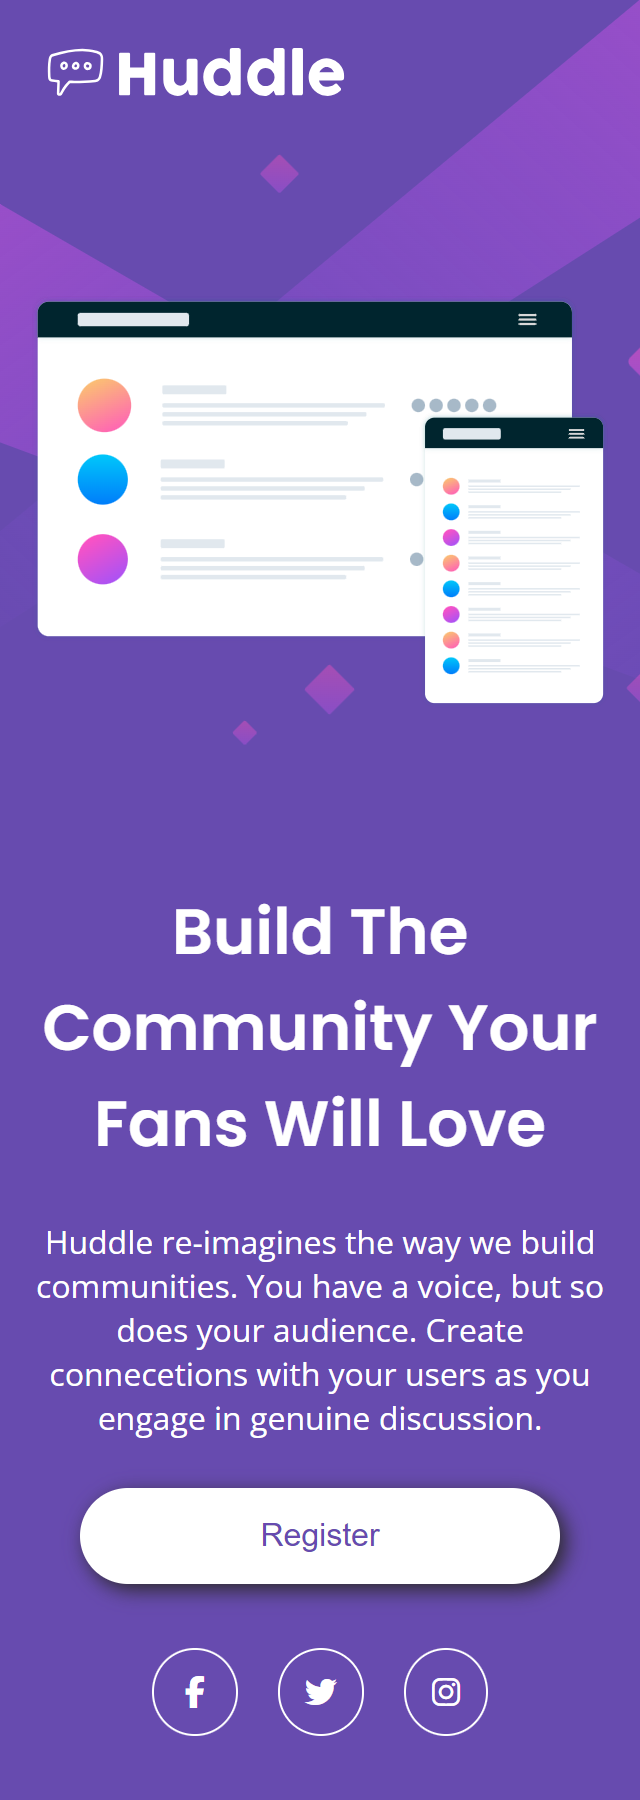 Huddle
Build The
Community Your
Fans Will Love
Huddle re-imagines the way we build
communities. You have a voice, but so
does your audience. Create
connecetions with your users as you
engage in genuine discussion.
Register